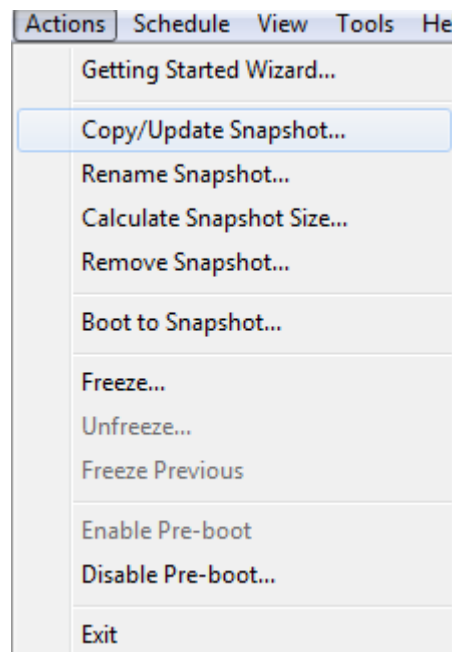 Actions Schedule View Tools He
Getting Started Wizard...
Copy/Update Snapshot...
Rename Snapshot...
Calculate Snapshot Size...
Remove Snapshot...
Boot to Snapshot...
Freeze...
Unfreeze...
Freeze Previous
Enable Pre-boot
Disable Pre-boot...
Exit